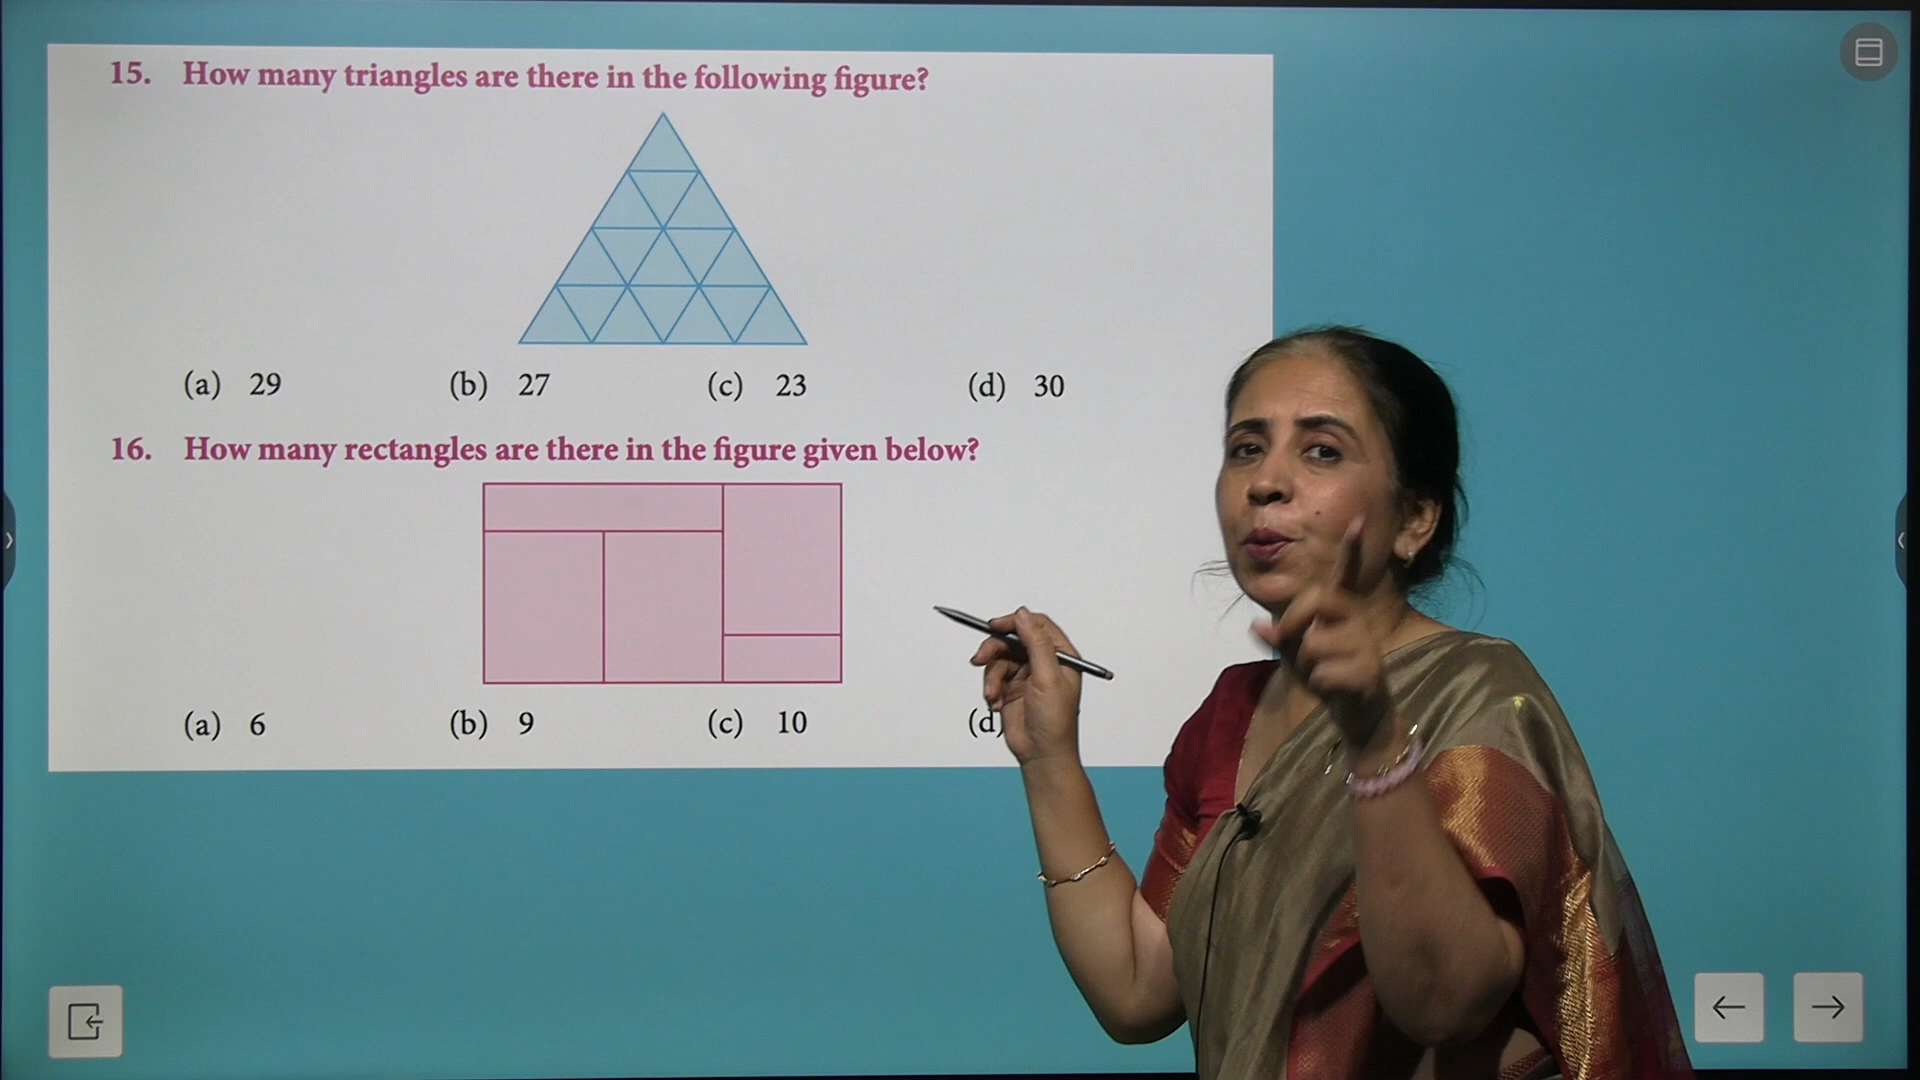 15. How many triangles are there in the following figure?
(a) 29 (b) 27 (c) 23 (d) 30
16. How many rectangles are there in the figure given below?
(a) 6 (b) 9 (c) 10 (d)